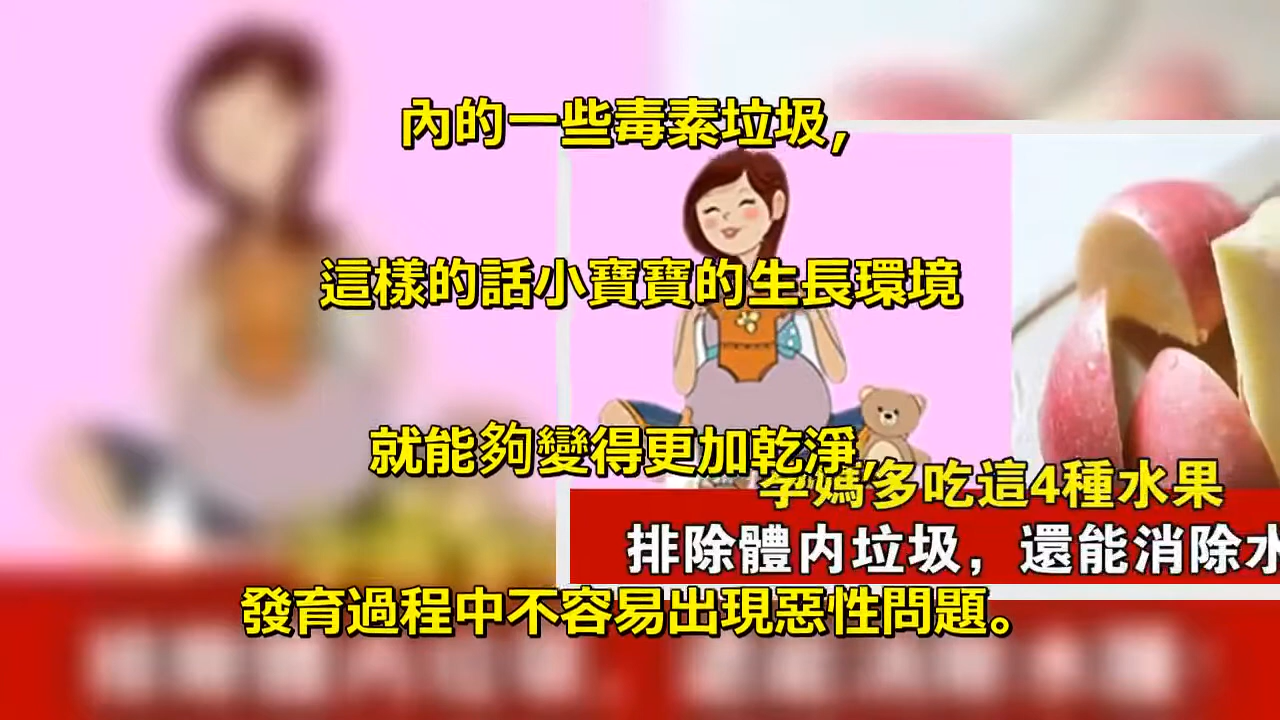 內的一些毒素垃圾，
這樣的話小寶寶的生長環境
就能夠變得更加乾淨，
孕媽多吃這4種水果
排除體内垃圾，還能消除水
發育過程中不容易出現惡性問題。